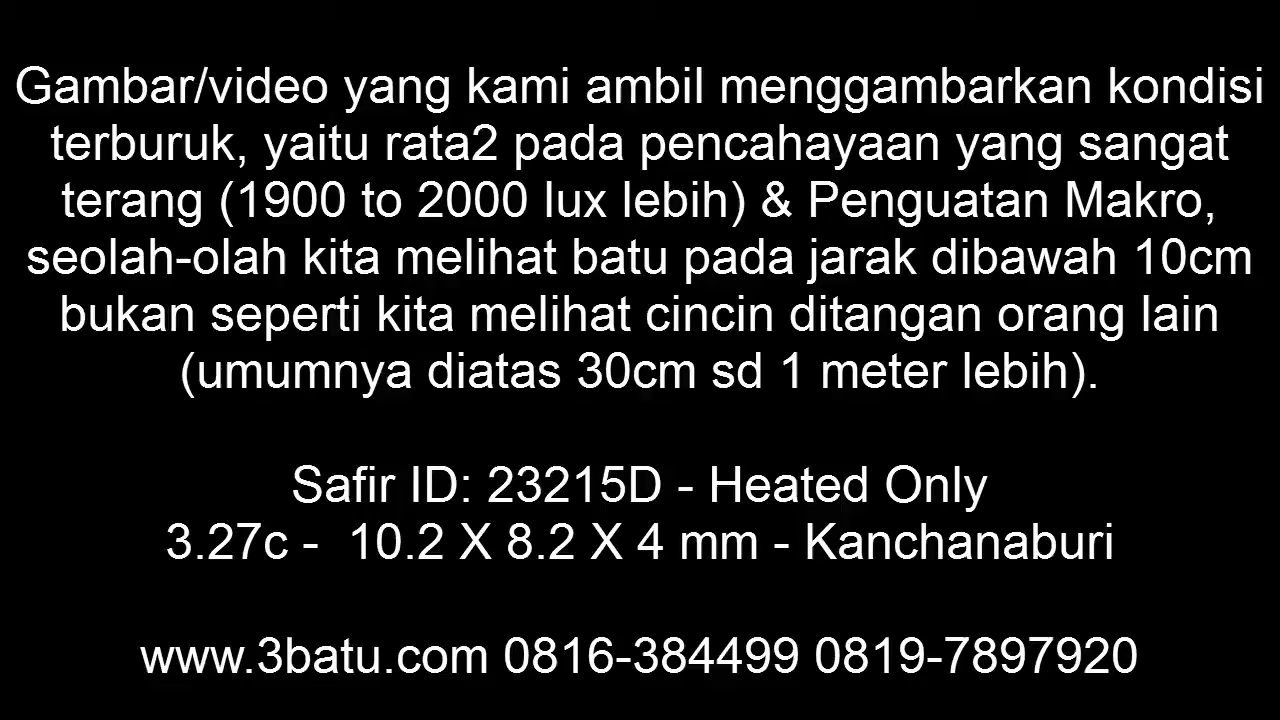 Gambar/video yang kami ambil menggambarkan kondisi
terburuk, yaitu rata2 pada pencahayaan yang sangat
terang (1900 to 2000 lux lebih) & Penguatan Makro,
seolah-olah kita melihat batu pada jarak dibawah 10cm
bukan seperti kita melihat cincin ditangan orang lain
(umumnya diatas 30cm sd 1 meter lebih).
Safir ID: 23215D - Heated Only
3.27c -  10.2 X 8.2 X 4 mm - Kanchanaburi
www.3batu.com 0816-384499 0819-7897920